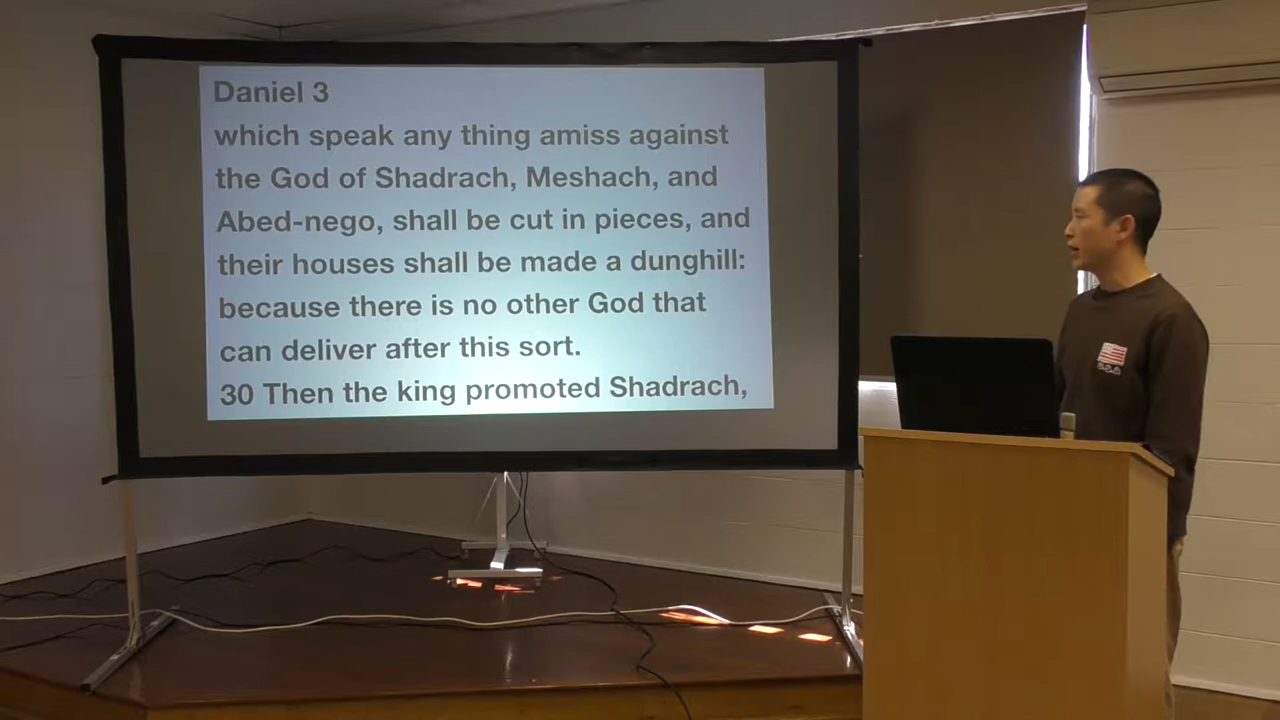 Daniel 3
which speak any thing amiss against
the God of Shadrach, Meshach, and
Abed-nego, shall be cut in pieces, and
their houses shall be made a dunghill:
because there is no other God that
can deliver after this sort.
30 Then the king promoted Shadrach,